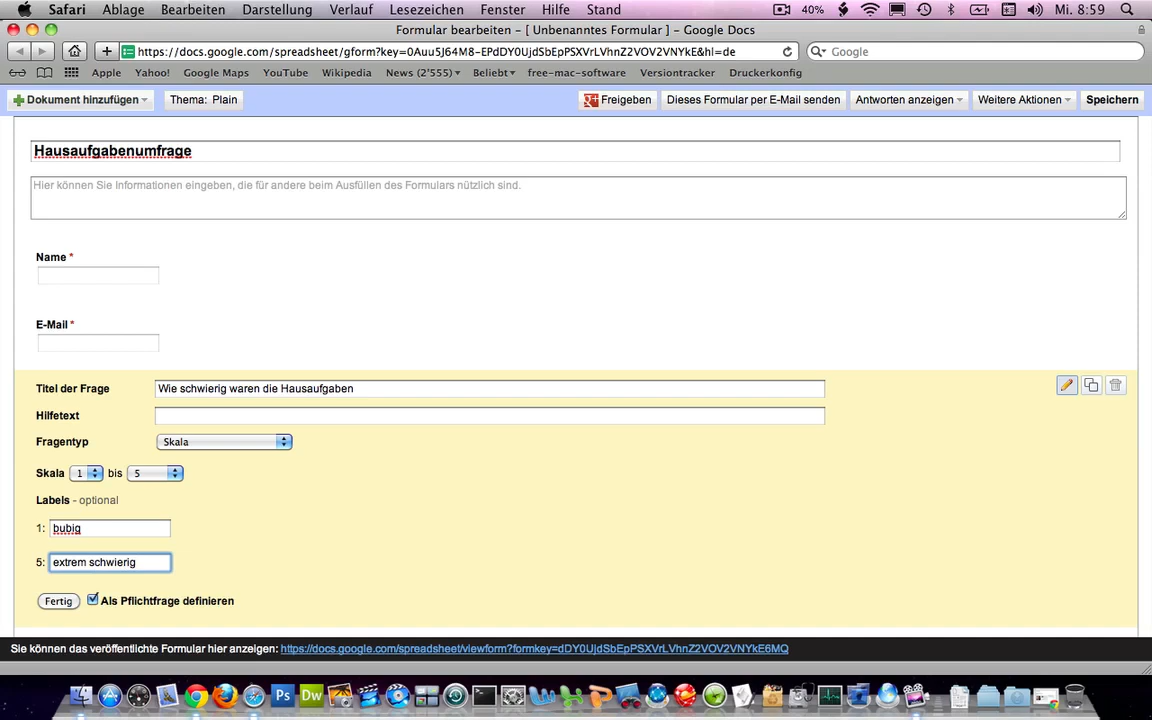 Safari Ablage Bearbeiten Darstellung Verlauf Lesezeichen Fenster Hilfe Stand 40% Mi. 8:59
Formular bearbeiten – [ Unbenanntes Formular ] – Google Docs
https://docs.google.com/spreadsheet/gform?key=0Auu5J64M8-EPdDY0UjdSbEpPSXVrLVhnZ2VOV2VNYkE&hl=de Google
Apple Yahoo! Google Maps YouTube Wikipedia News (2'555) Beliebt free-mac-software Versiontracker Druckerkonfig
Dokument hinzufügen Thema: Plain Freigeben Dieses Formular per E-Mail senden Antworten anzeigen Weitere Aktionen Speichern
Hausaufgabenumfrage
Hier können Sie Informationen eingeben, die für andere beim Ausfüllen des Formulars nützlich sind.
Name *
E-Mail *
Titel der Frage Wie schwierig waren die Hausaufgaben
Hilfetext
Fragentyp Skala
Skala 1 bis 5
Labels - optional
1: bubig
5: extrem schwierig
Fertig Als Pflichtfrage definieren
Sie können das veröffentlichte Formular hier anzeigen: https://docs.google.com/spreadsheet/viewform?formkey=dDY0UjdSbEpPSXVrLVhnZ2VOV2VNYkE6MQ
Ps Dw